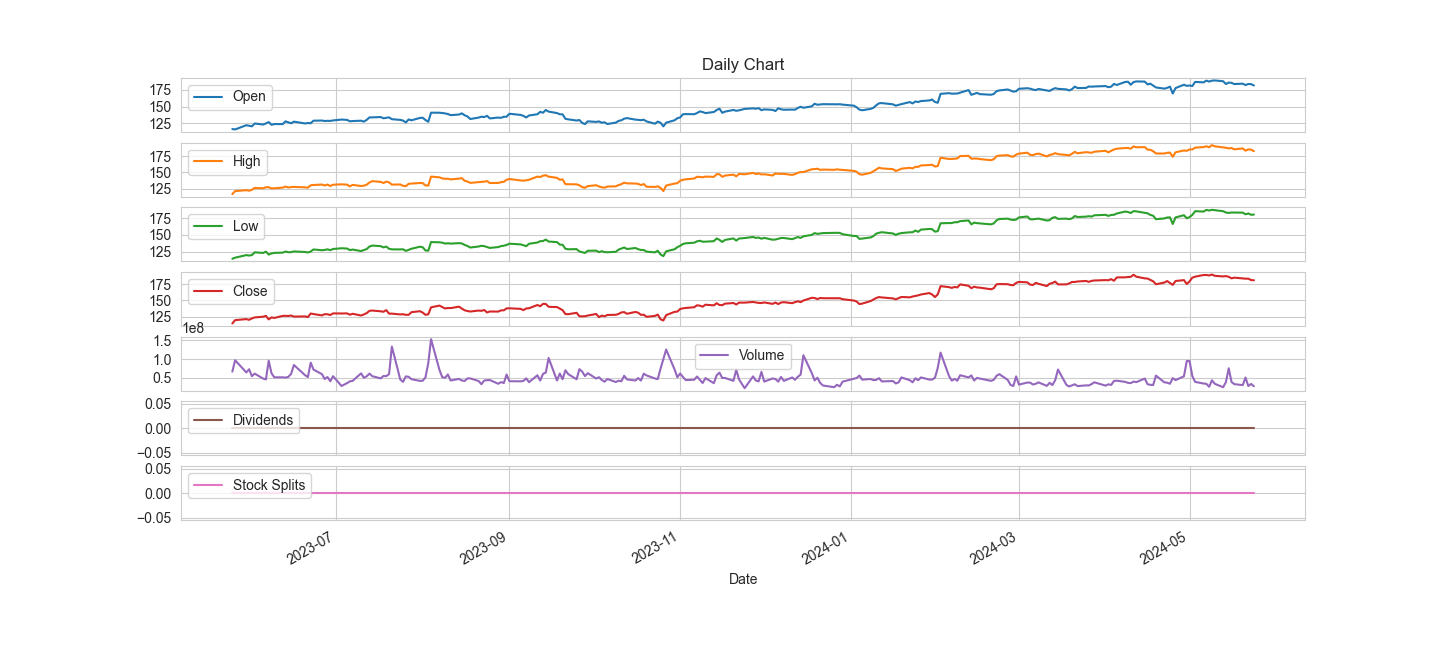 Daily Chart
175
150
125
Open
175
150
125
High
175
150
125
Low
175
150
125
Close
1e8
1.5
1.0
0.5
Volume
0.05
0.00
−0.05
Dividends
0.05
0.00
−0.05
Stock Splits
2023-07
2023-09
2023-11
2024-01
2024-03
2024-05
Date